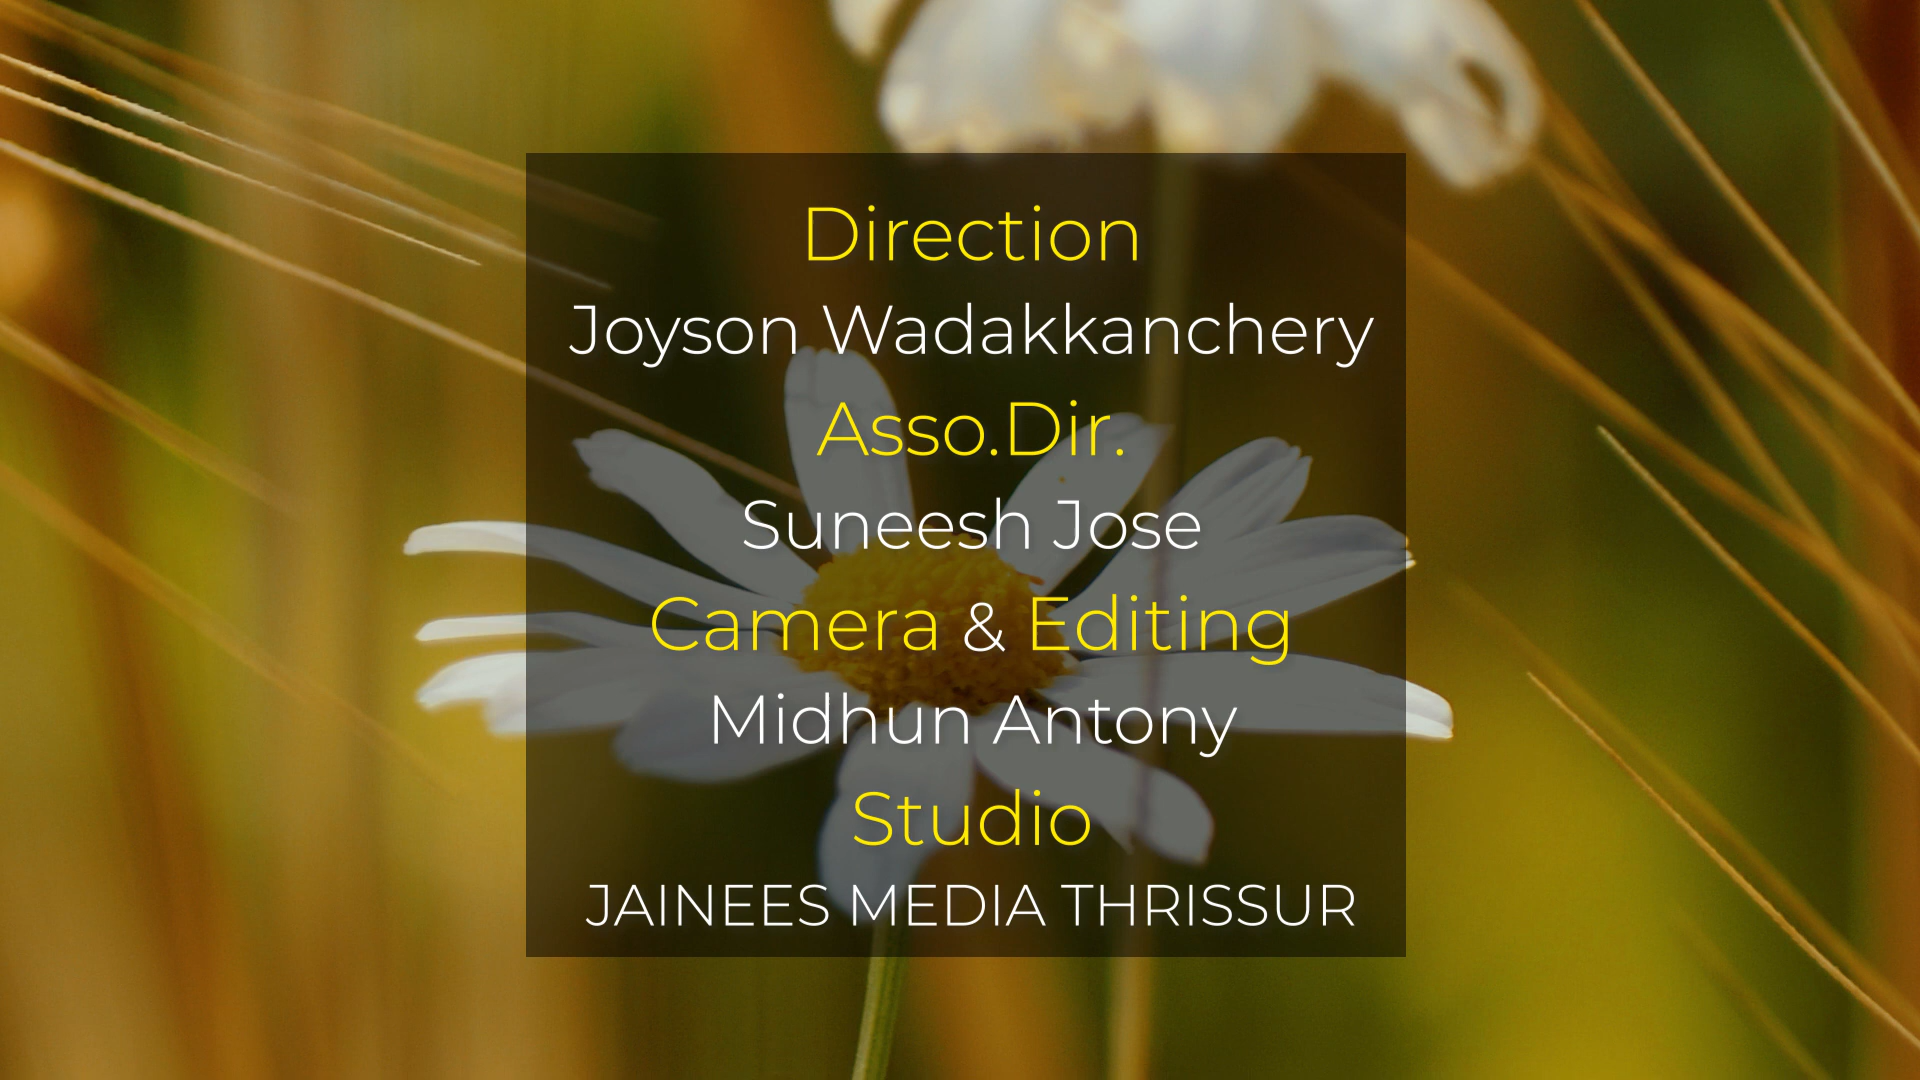 Direction
Joyson Wadakkanchery
Asso.Dir.
Suneesh Jose
Camera & Editing
Midhun Antony
Studio
JAINEES MEDIA THRISSUR